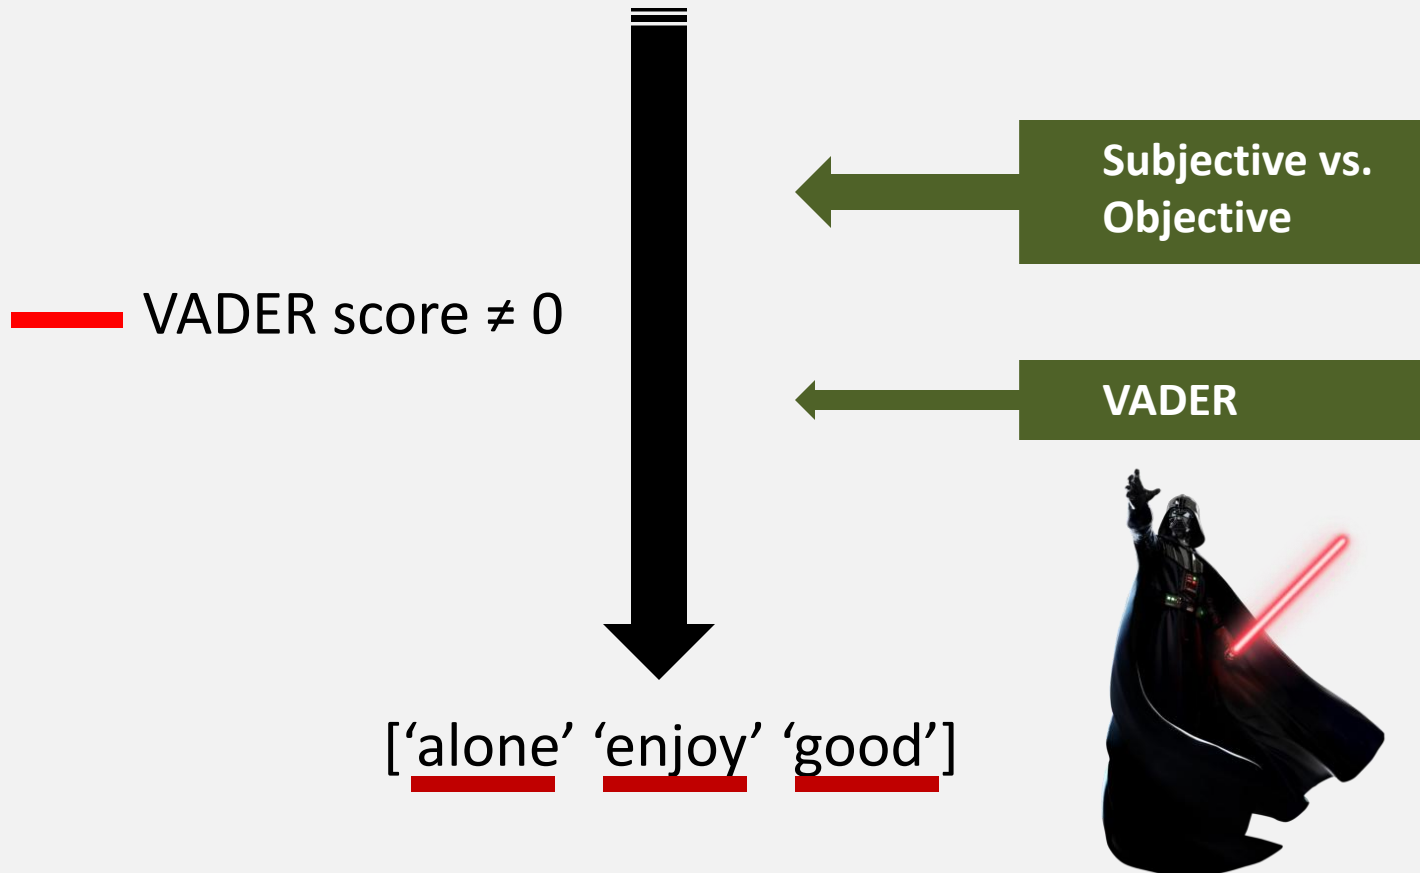 Subjective vs.
Objective
VADER score ≠ 0
VADER
[‘alone’ ‘enjoy’ ‘good’]